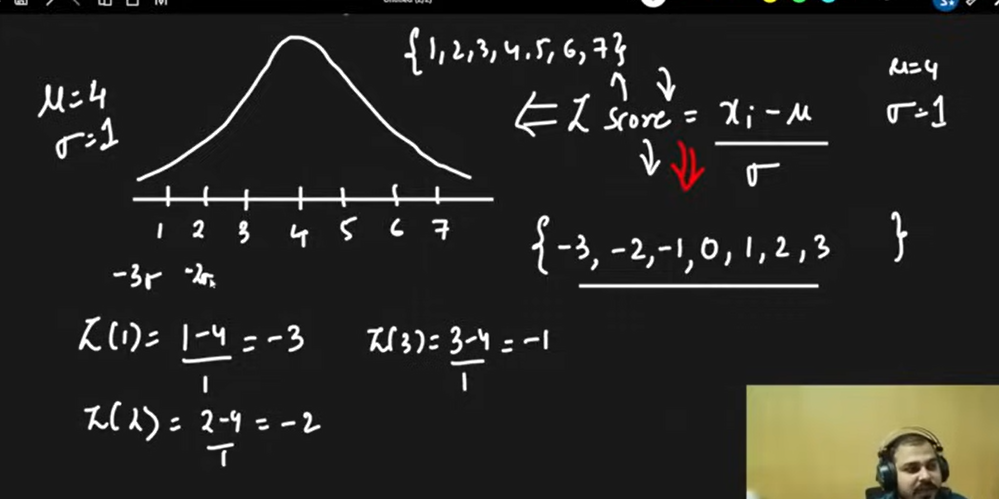 {1, 2, 3, 4, 5, 6, 7}
μ=4
σ=1
Z score = xi - μ
σ
μ=4
σ=1
1 2 3 4 5 6 7
-3σ -2σ
{-3, -2, -1, 0, 1, 2, 3 }
Z(1) = 1-4 = -3
1
Z(3) = 3-4 = -1
1
Z(2) = 2-4 = -2
1